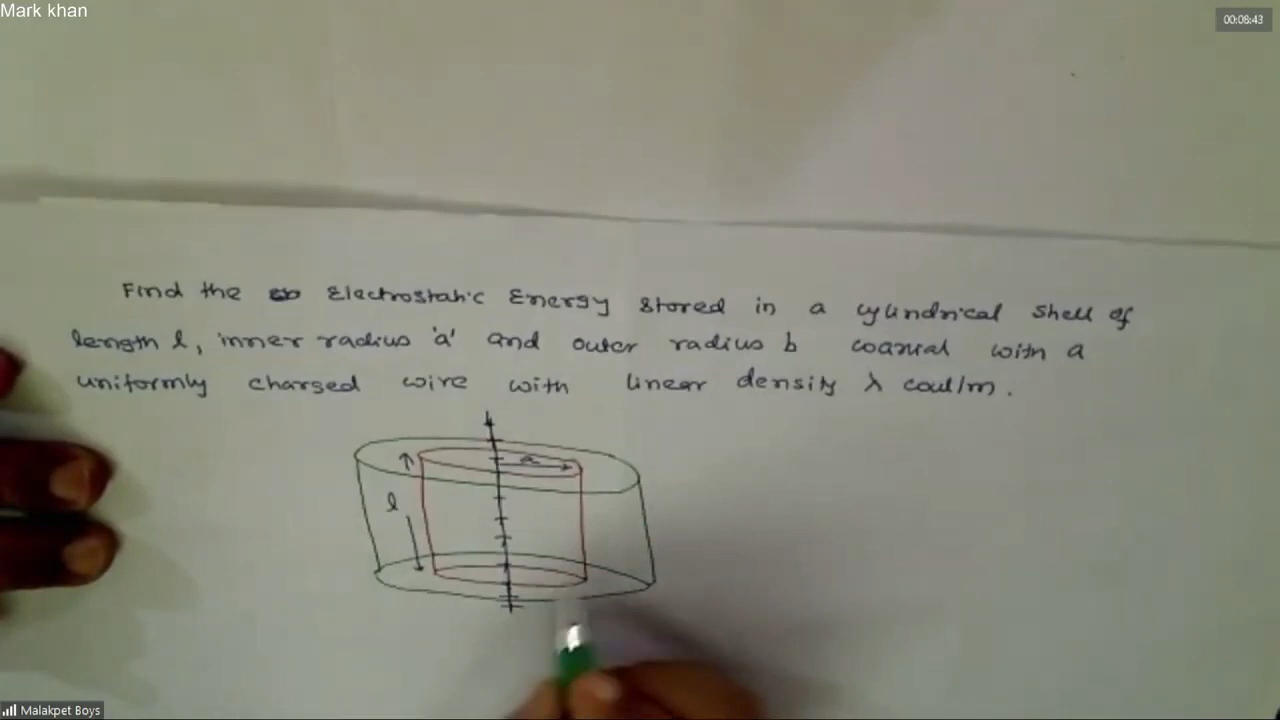 Mark khan
00:08:43
Find the Electrostatic Energy stored in a cylindrical shell of
length l, inner radius 'a' and outer radius b coaxial with a
uniformly charged wire with linear density λ coul/m.
a
l
Malakpet Boys